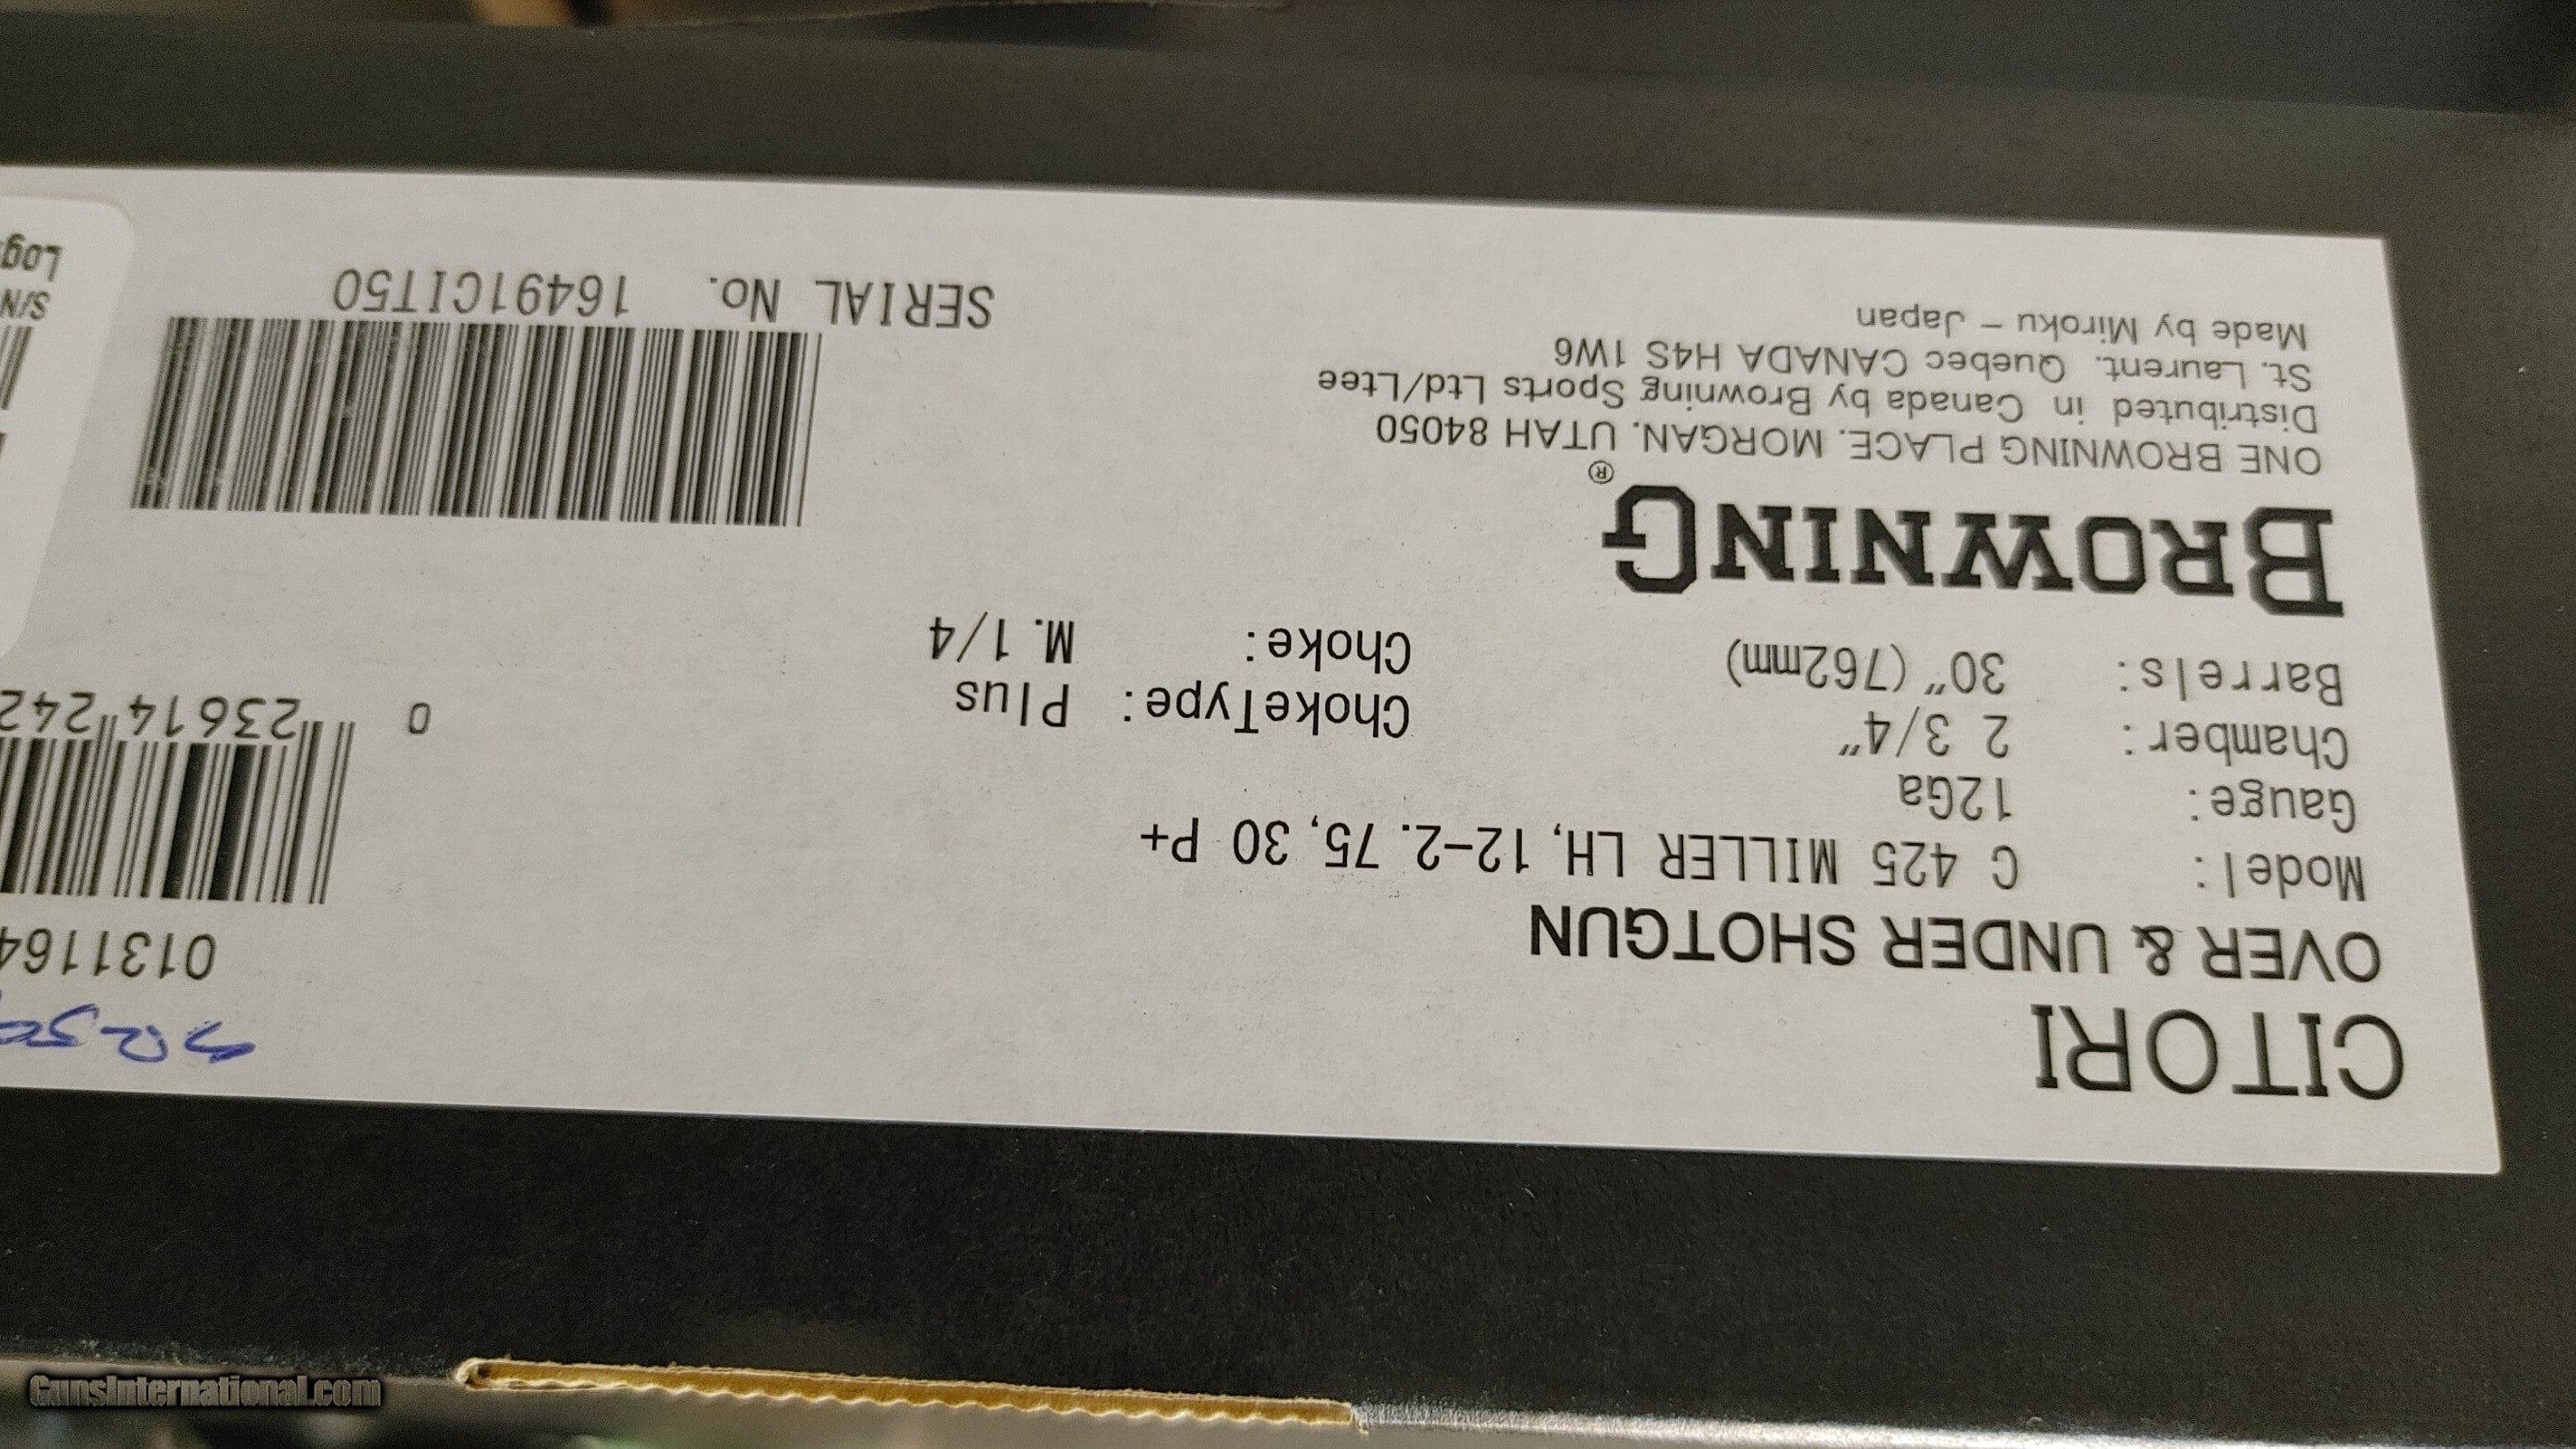 CITORI
OVER & UNDER SHOTGUN
Model: C 425 MILLER LH, 12-2. 75, 30 P+
Gauge: 12Ga
Chamber: 2 3/4"
Barrels: 30" (762mm)
ChokeType: Plus
Choke: M. 1/4
BROWNING®
ONE BROWNING PLACE. MORGAN. UTAH 84050
Distributed in Canada by Browning Sports Ltd/Ltee
St. Laurent. Quebec CANADA H4S 1W6
Made by Miroku - Japan
0131164
0 23614 242
SERIAL No. 16491CIT50
S/N
GunsInternational.com